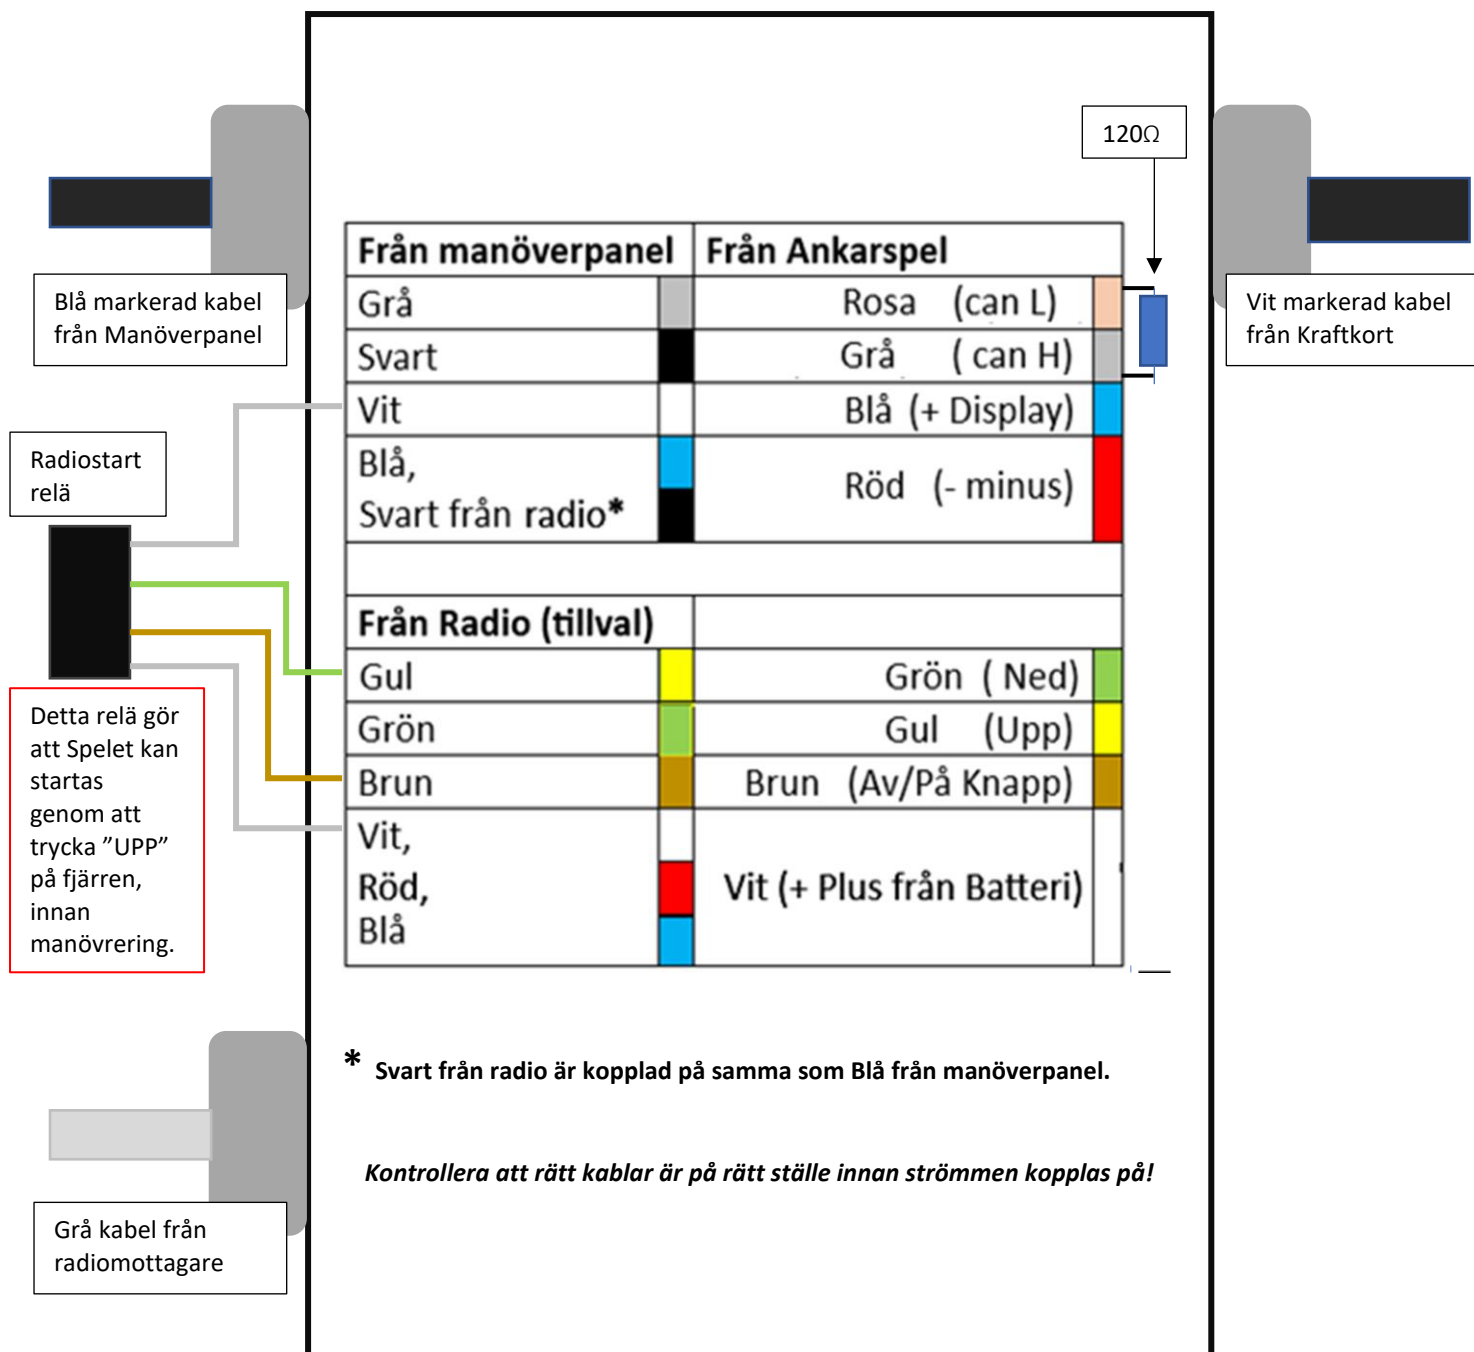 120Ω
Från manöverpanel Från Ankarspel
Grå Rosa (can L)
Svart Grå ( can H)
Vit Blå (+ Display)
Blå,
Svart från radio* Röd (- minus)
Från Radio (tillval)
Gul Grön ( Ned)
Grön Gul (Upp)
Brun Brun (Av/På Knapp)
Vit,
Röd, Vit (+ Plus från Batteri)
Blå
Blå markerad kabel
från Manöverpanel
Vit markerad kabel
från Kraftkort
Radiostart
relä
Detta relä gör
att Spelet kan
startas
genom att
trycka ”UPP”
på fjärren,
innan
manövrering.
* Svart från radio är kopplad på samma som Blå från manöverpanel.
Kontrollera att rätt kablar är på rätt ställe innan strömmen kopplas på!
Grå kabel från
radiomottagare